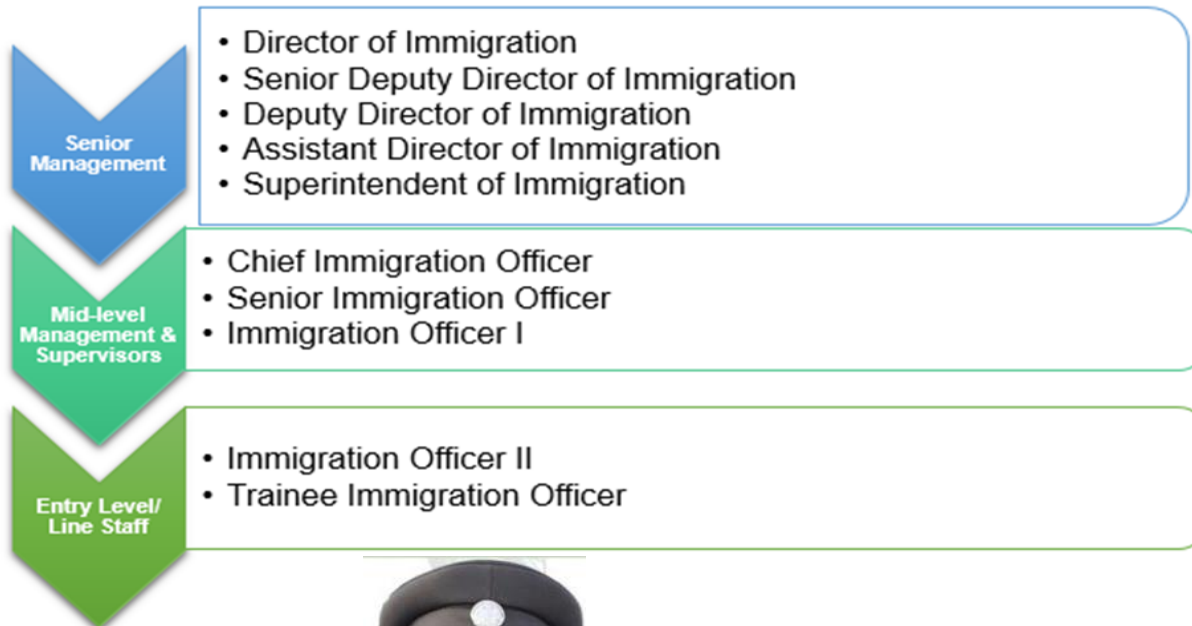 Senior
Management
• Director of Immigration
• Senior Deputy Director of Immigration
• Deputy Director of Immigration
• Assistant Director of Immigration
• Superintendent of Immigration
Mid-level
Management &
Supervisors
• Chief Immigration Officer
• Senior Immigration Officer
• Immigration Officer I
Entry Level/
Line Staff
• Immigration Officer II
• Trainee Immigration Officer